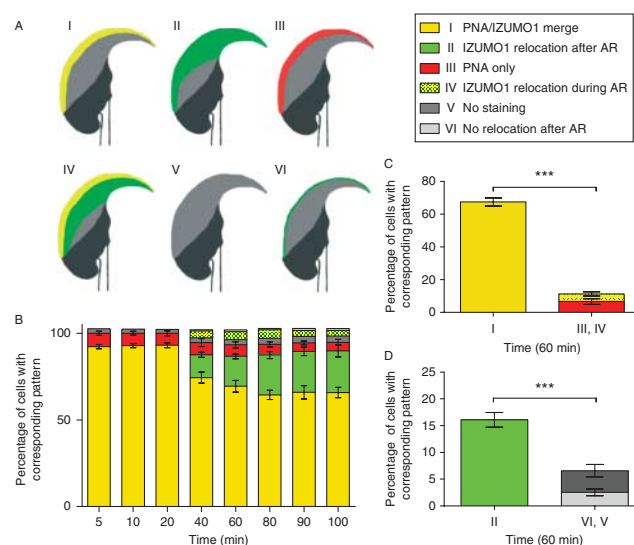 A
I
II
III
IV
V
VI
I PNA/IZUMO1 merge
II IZUMO1 relocation after AR
III PNA only
IV IZUMO1 relocation during AR
V No staining
VI No relocation after AR
B
Percentage of cells with
corresponding pattern
100
50
0
5 10 20 40 60 80 90 100
Time (min)
C
Percentage of cells with
corresponding pattern
80
60
40
20
0
***
I III, IV
Time (60 min)
D
Percentage of cells with
corresponding pattern
25
20
15
10
5
0
***
II VI, V
Time (60 min)